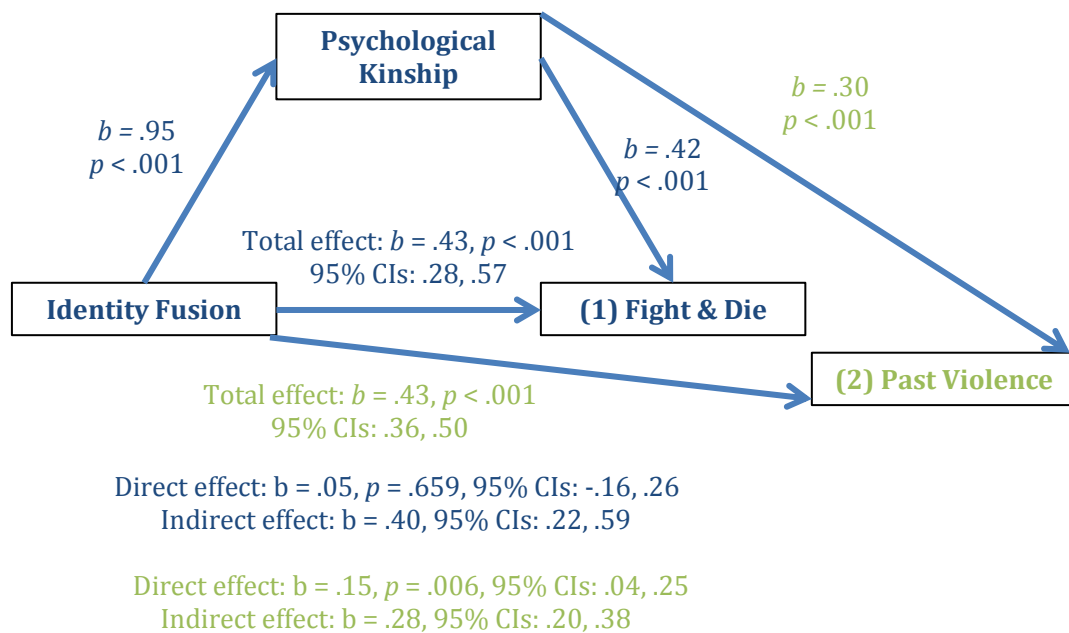 Psychological
Kinship
b = .30
p < .001
b = .95
p < .001
b = .42
p < .001
Total effect: b = .43, p < .001
95% CIs: .28, .57
Identity Fusion
(1) Fight & Die
(2) Past Violence
Total effect: b = .43, p < .001
95% CIs: .36, .50
Direct effect: b = .05, p = .659, 95% CIs: -.16, .26
Indirect effect: b = .40, 95% CIs: .22, .59
Direct effect: b = .15, p = .006, 95% CIs: .04, .25
Indirect effect: b = .28, 95% CIs: .20, .38